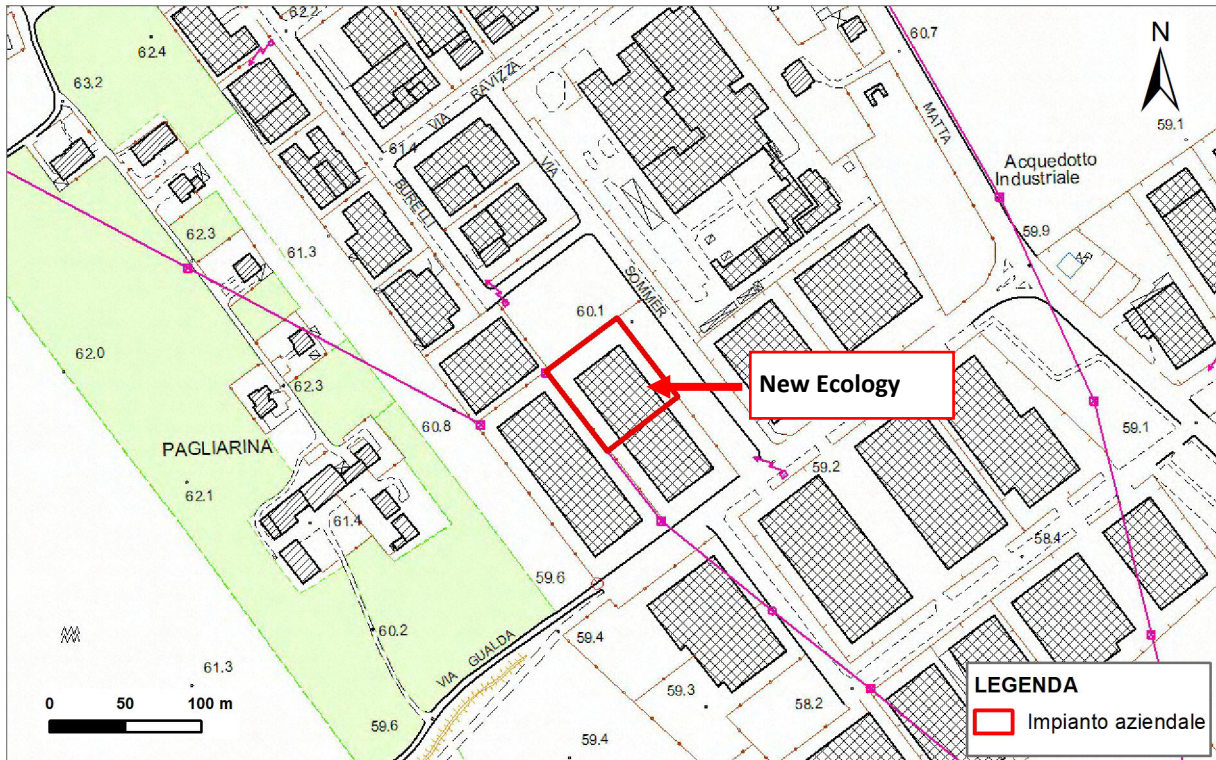 62.2
62.4
60.7
N
63.2
VIA RAVIZZA
MATTA
59.1
61.4
VIA
Acquedotto
Industriale
BURELL
62.3
61.3
59.9
SOMMER
60.1
62.0
New Ecology
62.3
60.8
PAGLIARINA
59.1
59.2
62.1
61.4
58.4
59.6
60.2
59.4
VIA GUALDA
61.3
59.3
58.2
LEGENDA
Impianto aziendale
0 50 100 m
59.6
59.4